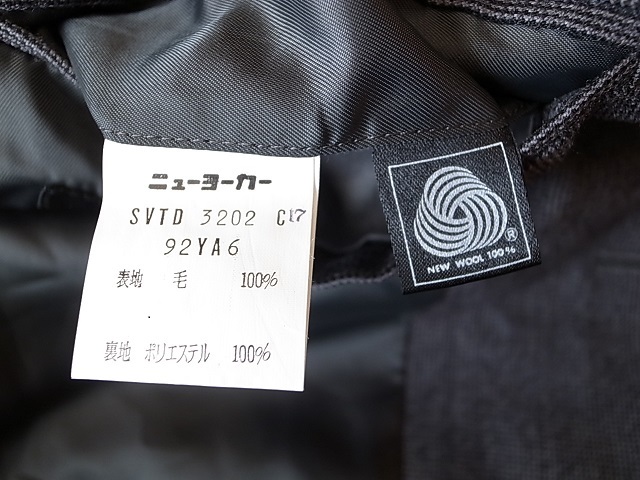 ニューヨーカー
SVTD 3202 C17
92YA6
表地 毛 100%
裏地 ポリエステル 100%
®
NEW WOOL 100%